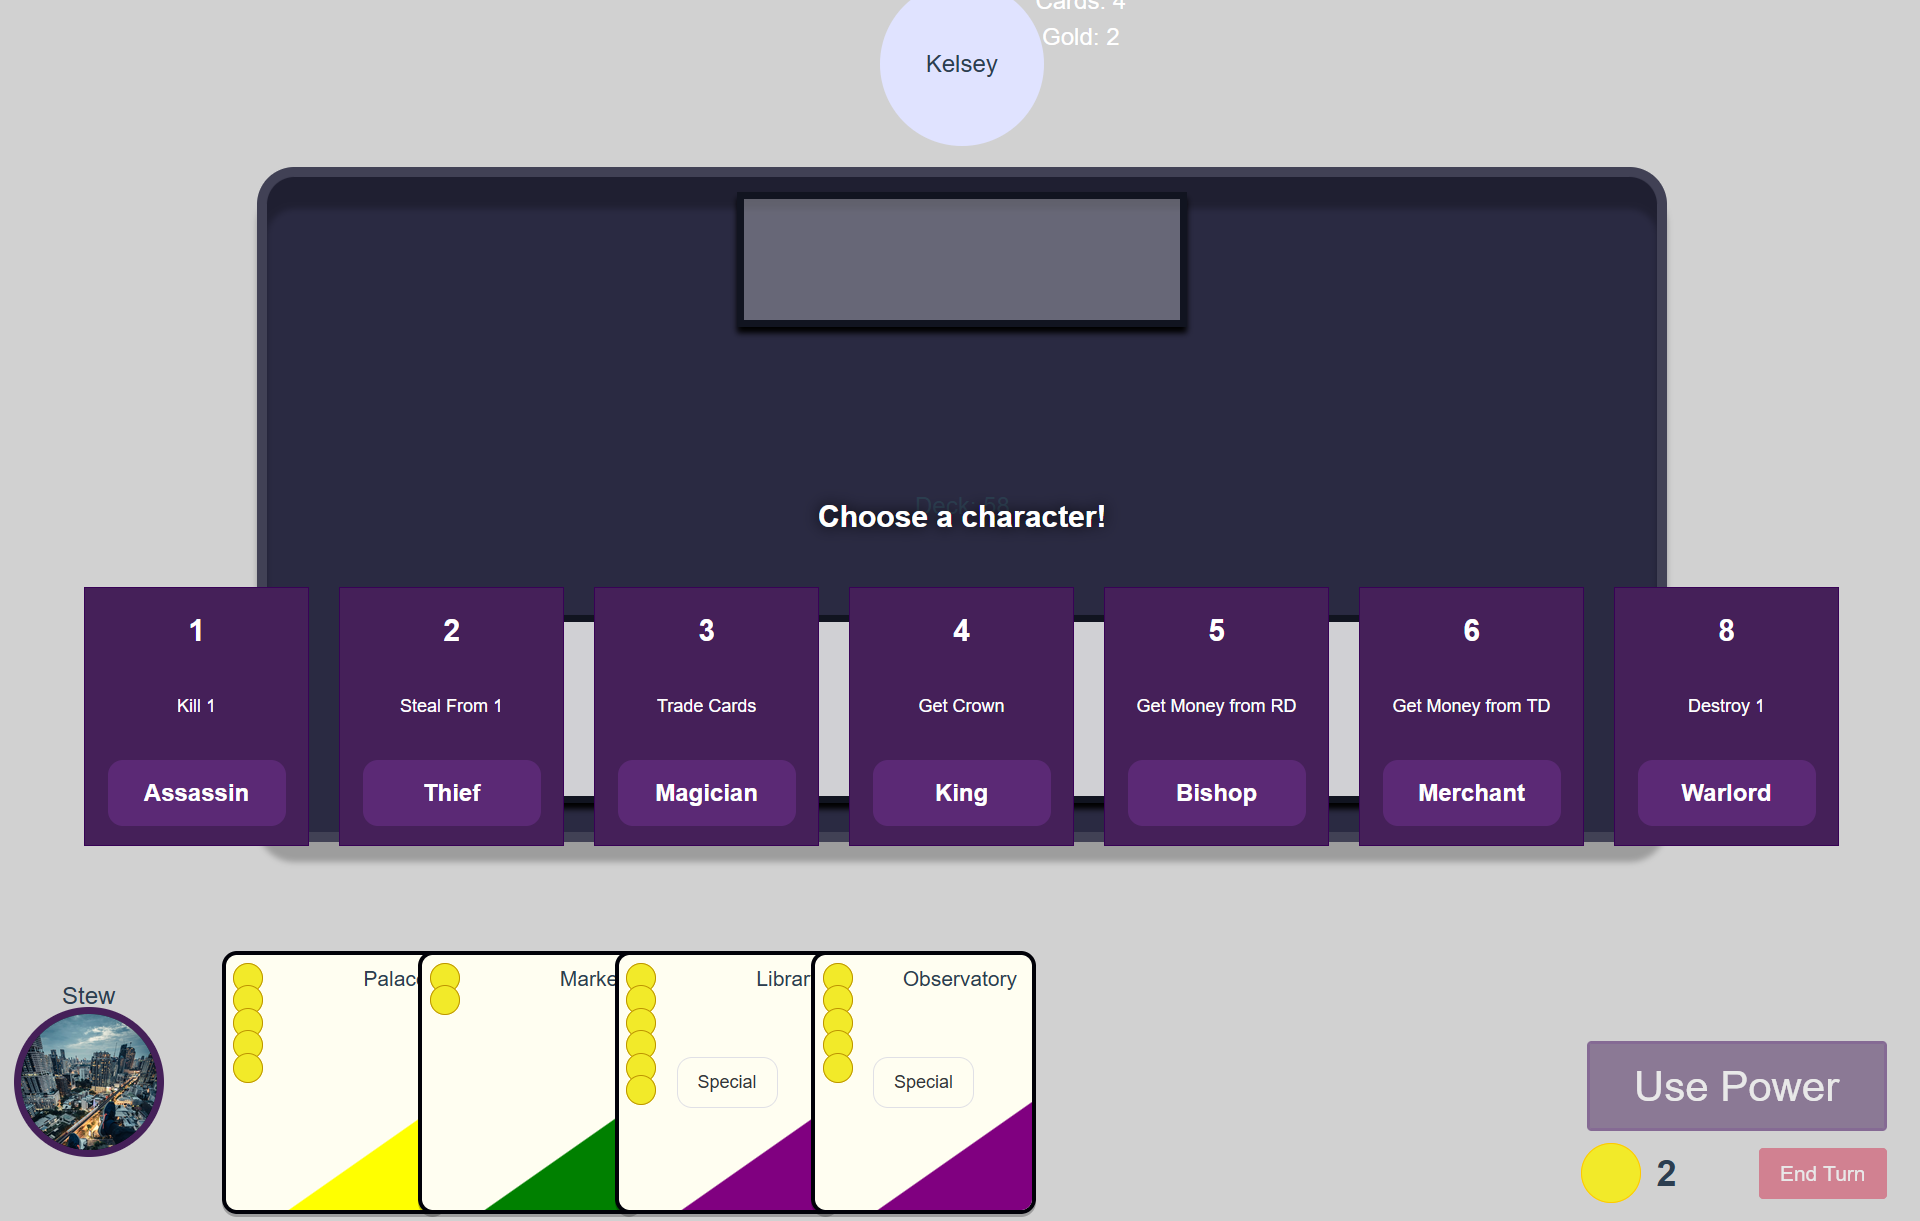 Cards: 4
Gold: 2
Kelsey
Deck: 58
Choose a character!
1
Kill 1
Assassin
2
Steal From 1
Thief
3
Trade Cards
Magician
4
Get Crown
King
5
Get Money from RD
Bishop
6
Get Money from TD
Merchant
8
Destroy 1
Warlord
Stew
Palac
Marke
Librar
Special
Observatory
Special
Use Power
2
End Turn